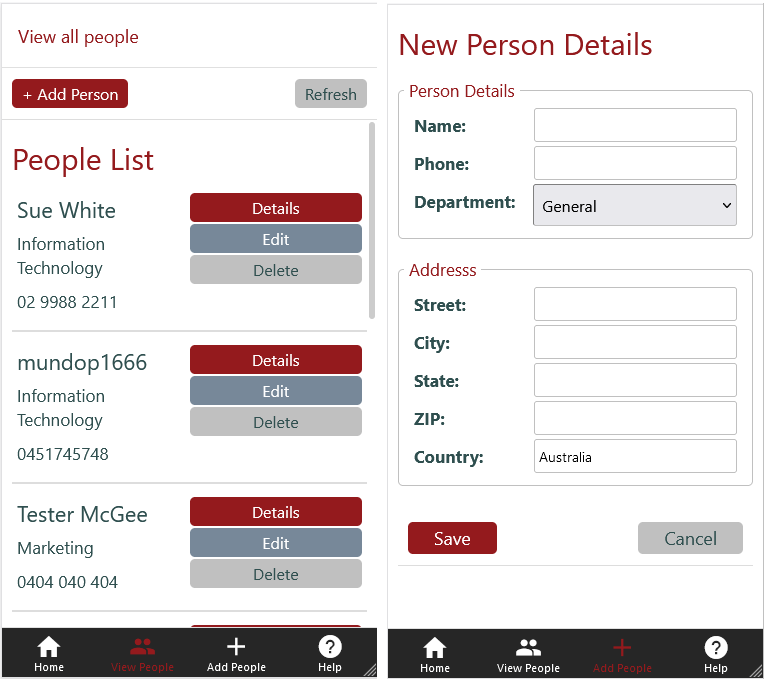 View all people
+ Add Person
Refresh
People List
Sue White
Details
Information
Technology
Edit
Delete
02 9988 2211
mundop1666
Details
Information
Technology
Edit
Delete
0451745748
Tester McGee
Details
Marketing
Edit
Delete
0404 040 404
Home
View People
Add People
Help
New Person Details
Person Details
Name:
Phone:
Department:
General
Addresss
Street:
City:
State:
ZIP:
Country:
Australia
Save
Cancel
Home
View People
Add People
Help